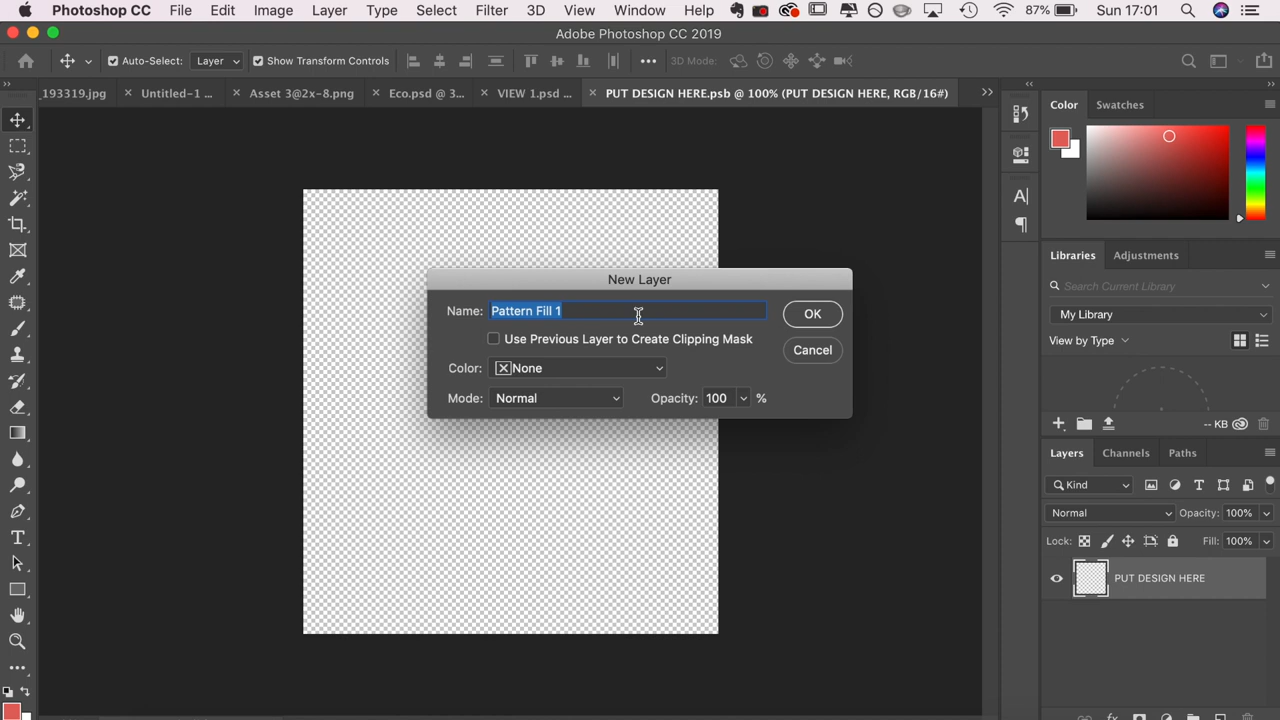 Photoshop CC File Edit Image Layer Type Select Filter 3D View Window Help 87% Sun 17:01
Adobe Photoshop CC 2019
Auto-Select: Layer Show Transform Controls 3D Mode:
_193319.jpg × Untitled-1 ... × Asset 3@2x-8.png × Eco.psd @ 3... × VIEW 1.psd ... × PUT DESIGN HERE.psb @ 100% (PUT DESIGN HERE, RGB/16#)
Color Swatches
New Layer
Name: Pattern Fill 1 OK
Use Previous Layer to Create Clipping Mask Cancel
Color: None
Mode: Normal Opacity: 100 %
Libraries Adjustments
Search Current Library
My Library
View by Type
-- KB
Layers Channels Paths
Kind
Normal Opacity: 100%
Lock: Fill: 100%
PUT DESIGN HERE